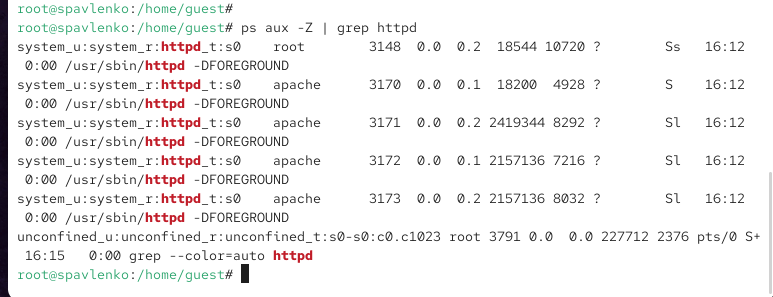 root@spavlenko:/home/guest#
root@spavlenko:/home/guest# ps aux -Z | grep httpd
system_u:system_r:httpd_t:s0    root        3148  0.0  0.2  18544 10720 ?        Ss   16:12
 0:00 /usr/sbin/httpd -DFOREGROUND
system_u:system_r:httpd_t:s0    apache      3170  0.0  0.1  18200  4928 ?        S    16:12
 0:00 /usr/sbin/httpd -DFOREGROUND
system_u:system_r:httpd_t:s0    apache      3171  0.0  0.2 2419344 8292 ?        Sl   16:12
 0:00 /usr/sbin/httpd -DFOREGROUND
system_u:system_r:httpd_t:s0    apache      3172  0.0  0.1 2157136 7216 ?        Sl   16:12
 0:00 /usr/sbin/httpd -DFOREGROUND
system_u:system_r:httpd_t:s0    apache      3173  0.0  0.2 2157136 8032 ?        Sl   16:12
 0:00 /usr/sbin/httpd -DFOREGROUND
unconfined_u:unconfined_r:unconfined_t:s0-s0:c0.c1023 root 3791 0.0  0.0 227712 2376 pts/0 S+
 16:15   0:00 grep --color=auto httpd
root@spavlenko:/home/guest#